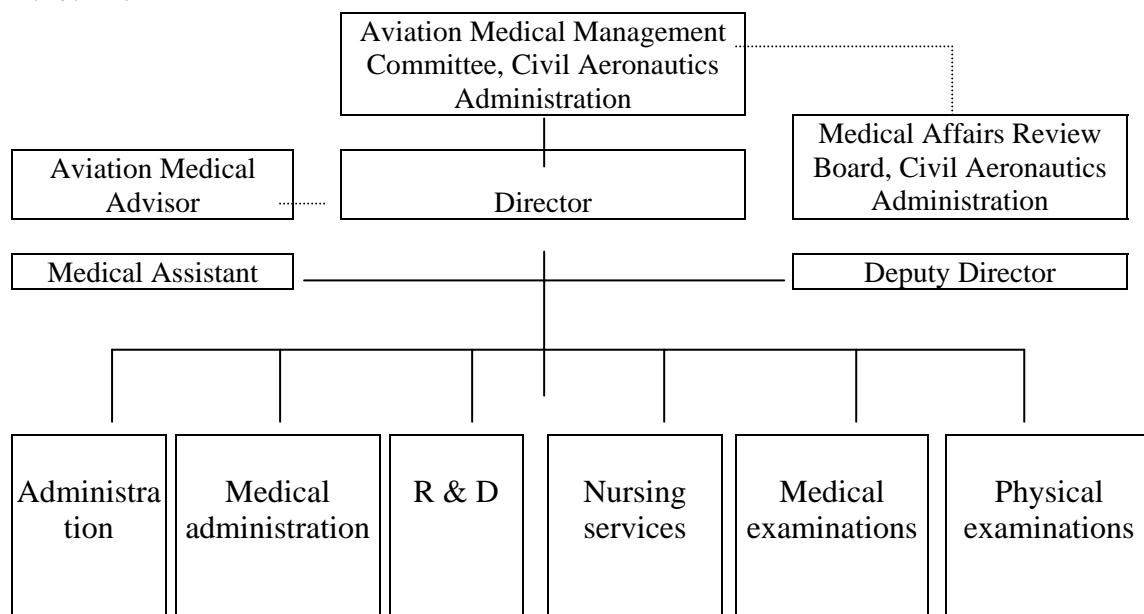 Aviation Medical Management
Committee, Civil Aeronautics
Administration
Medical Affairs Review
Board, Civil Aeronautics
Administration
Aviation Medical
Advisor
Director
Medical Assistant
Deputy Director
Administra
tion
Medical
administration
R & D
Nursing
services
Medical
examinations
Physical
examinations